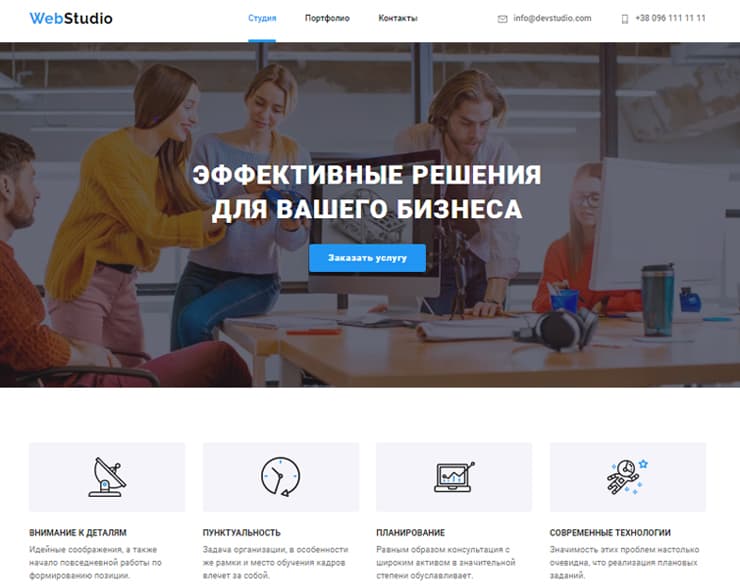 WebStudio
Студия
Портфолио
Контакты
info@devstudio.com
+38 096 111 11 11
ЭФФЕКТИВНЫЕ РЕШЕНИЯ
ДЛЯ ВАШЕГО БИЗНЕСА
Заказать услугу
ВНИМАНИЕ К ДЕТАЛЯМ
Идейные соображения, а также
начало повседневной работы по
формированию позиции.
ПУНКТУАЛЬНОСТЬ
Задача организации, в особенности
же рамки и место обучения кадров
влечет за собой.
ПЛАНИРОВАНИЕ
Равным образом консультация с
широким активом в значительной
степени обуславливает.
СОВРЕМЕННЫЕ ТЕХНОЛОГИИ
Значимость этих проблем настолько
очевидна, что реализация плановых
заданий.